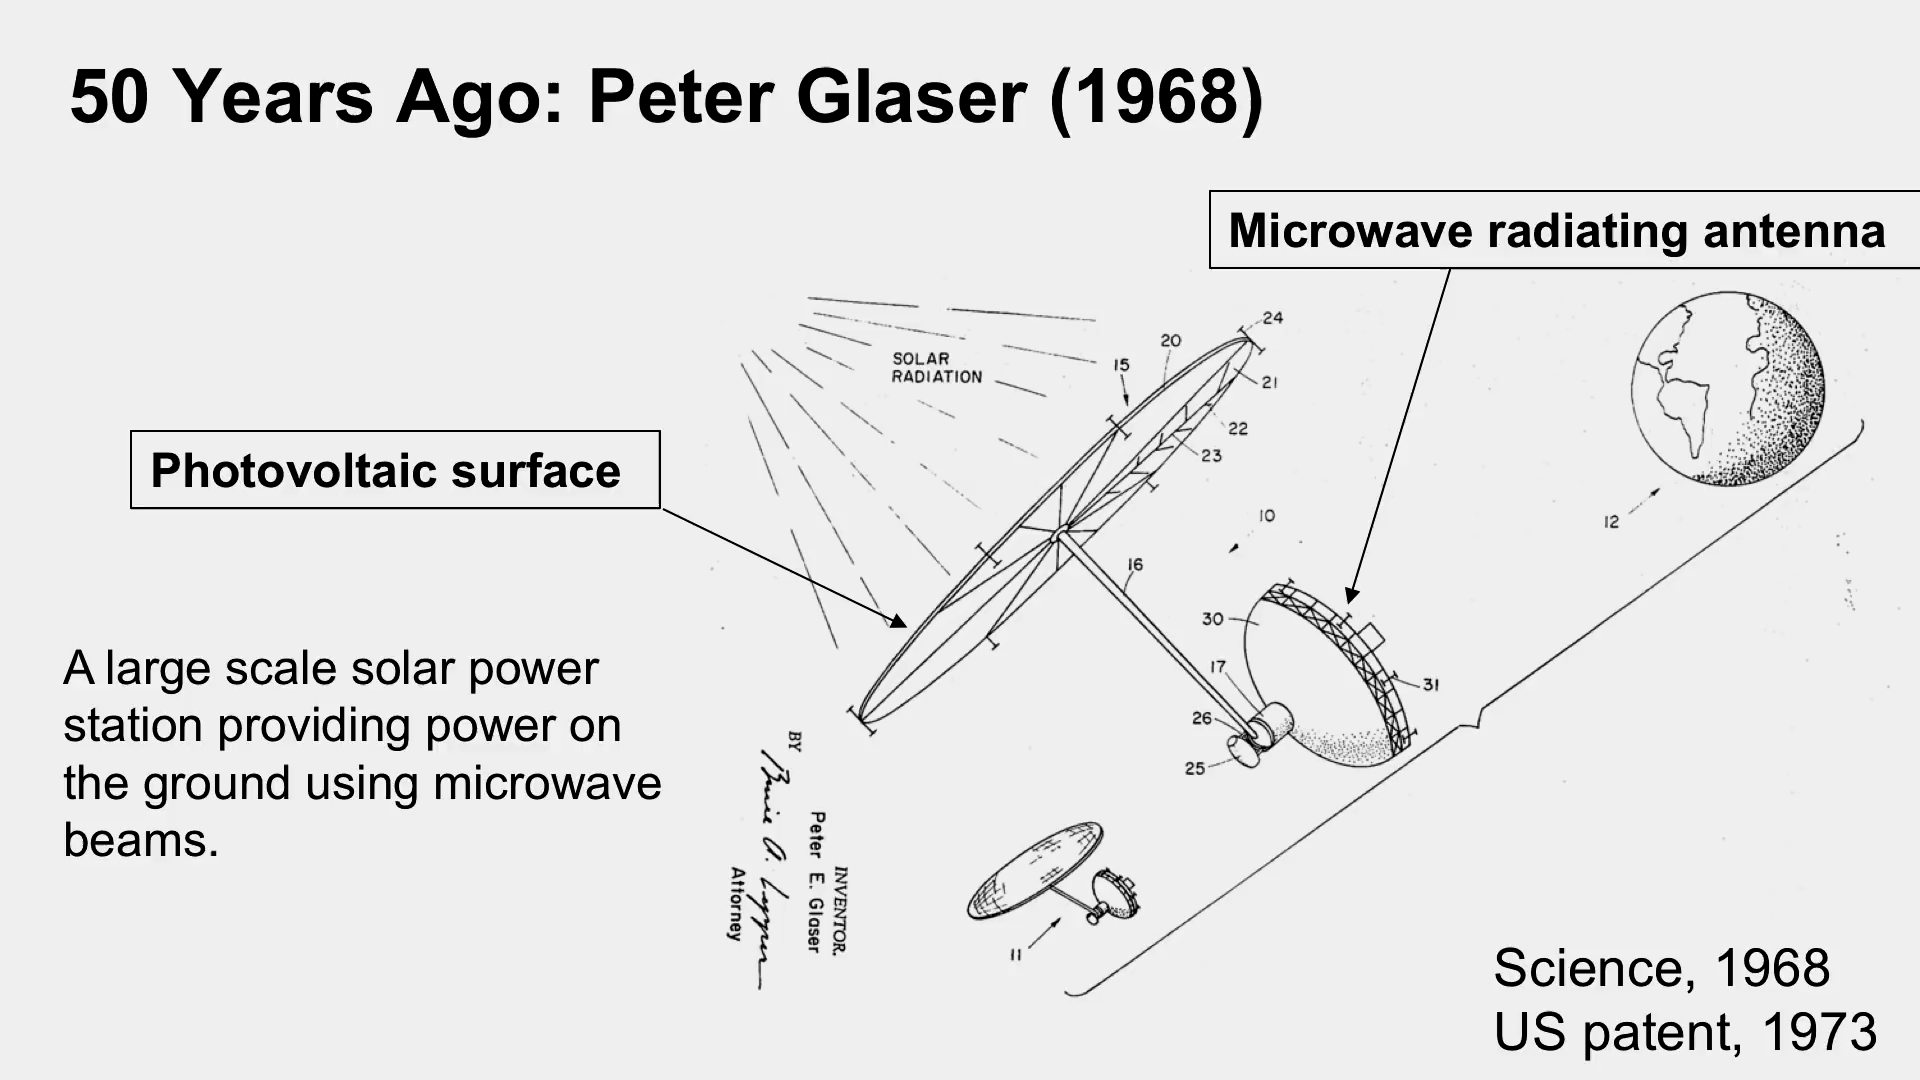 50 Years Ago: Peter Glaser (1968)
Microwave radiating antenna
Photovoltaic surface
A large scale solar power
station providing power on
the ground using microwave
beams.
SOLAR
RADIATION
24
20
15
21
22
23
10
12
16
30
17
31
26
25
11
INVENTOR.
Peter E. Glaser
BY
Attorney
Science, 1968
US patent, 1973